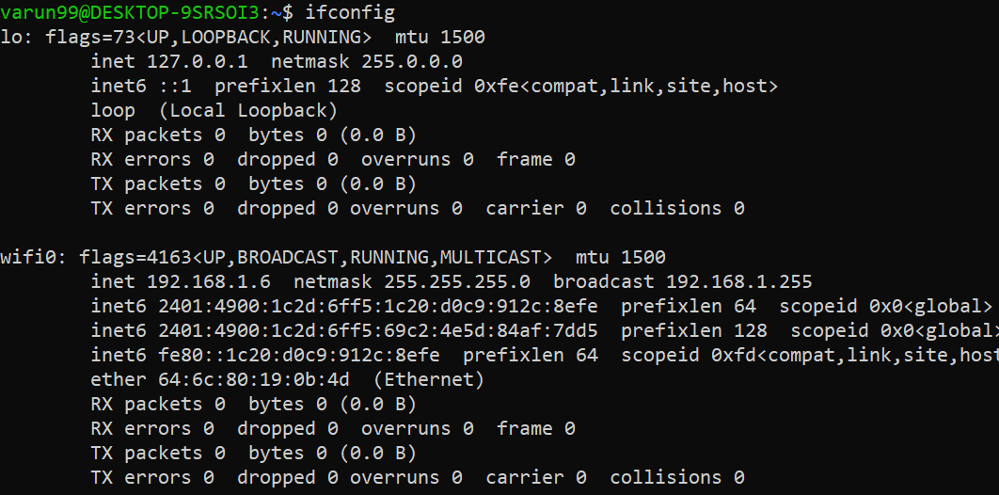 varun99@DESKTOP-9SRSOI3:~$ ifconfig
lo: flags=73<UP,LOOPBACK,RUNNING>  mtu 1500
        inet 127.0.0.1  netmask 255.0.0.0
        inet6 ::1  prefixlen 128  scopeid 0xfe<compat,link,site,host>
        loop  (Local Loopback)
        RX packets 0  bytes 0 (0.0 B)
        RX errors 0  dropped 0  overruns 0  frame 0
        TX packets 0  bytes 0 (0.0 B)
        TX errors 0  dropped 0 overruns 0  carrier 0  collisions 0

wifi0: flags=4163<UP,BROADCAST,RUNNING,MULTICAST>  mtu 1500
        inet 192.168.1.6  netmask 255.255.255.0  broadcast 192.168.1.255
        inet6 2401:4900:1c2d:6ff5:1c20:d0c9:912c:8efe  prefixlen 64  scopeid 0x0<global>
        inet6 2401:4900:1c2d:6ff5:69c2:4e5d:84af:7dd5  prefixlen 128  scopeid 0x0<global>
        inet6 fe80::1c20:d0c9:912c:8efe  prefixlen 64  scopeid 0xfd<compat,link,site,host
        ether 64:6c:80:19:0b:4d  (Ethernet)
        RX packets 0  bytes 0 (0.0 B)
        RX errors 0  dropped 0  overruns 0  frame 0
        TX packets 0  bytes 0 (0.0 B)
        TX errors 0  dropped 0 overruns 0  carrier 0  collisions 0